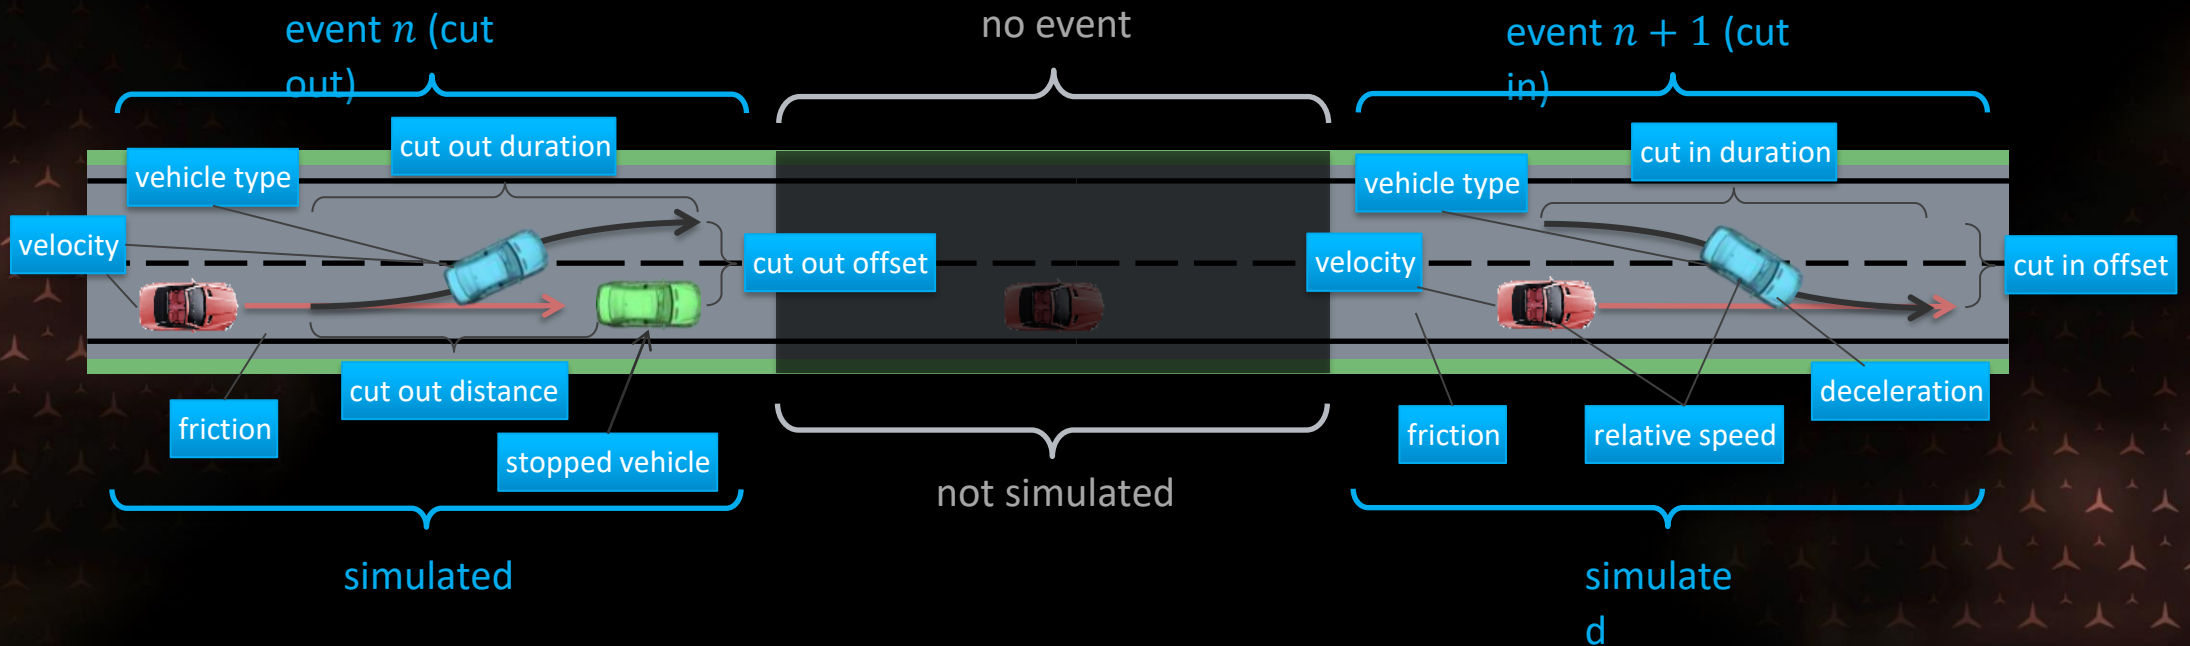 event n (cut
out)
no event
event n + 1 (cut
in)
cut out duration
vehicle type
velocity
cut out offset
cut out distance
friction
stopped vehicle
cut in duration
vehicle type
velocity
cut in offset
deceleration
friction
relative speed
not simulated
simulated
simulate
d